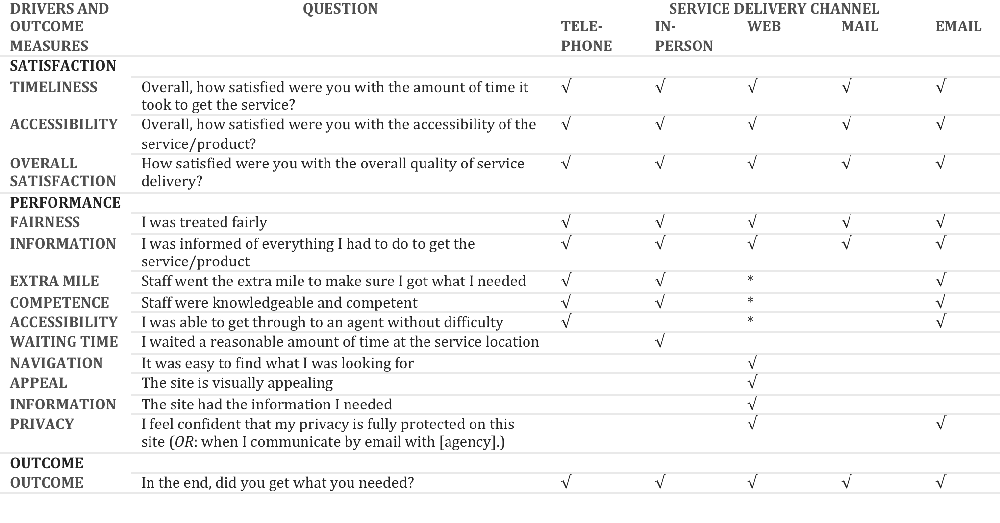 DRIVERS AND QUESTION SERVICE DELIVERY CHANNEL
OUTCOME TELE- IN- WEB MAIL EMAIL
MEASURES PHONE PERSON
SATISFACTION
TIMELINESS Overall, how satisfied were you with the amount of time it √ √ √ √ √
took to get the service?
ACCESSIBILITY Overall, how satisfied were you with the accessibility of the √ √ √ √ √
service/product?
OVERALL How satisfied were you with the overall quality of service √ √ √ √ √
SATISFACTION delivery?
PERFORMANCE
FAIRNESS I was treated fairly √ √ √ √ √
INFORMATION I was informed of everything I had to do to get the √ √ √ √ √
service/product
EXTRA MILE Staff went the extra mile to make sure I got what I needed √ √ * √
COMPETENCE Staff were knowledgeable and competent √ √ * √
ACCESSIBILITY I was able to get through to an agent without difficulty √ * √
WAITING TIME I waited a reasonable amount of time at the service location √
NAVIGATION It was easy to find what I was looking for √
APPEAL The site is visually appealing √
INFORMATION The site had the information I needed √
PRIVACY I feel confident that my privacy is fully protected on this √ √
site (OR: when I communicate by email with [agency].)
OUTCOME
OUTCOME In the end, did you get what you needed? √ √ √ √ √